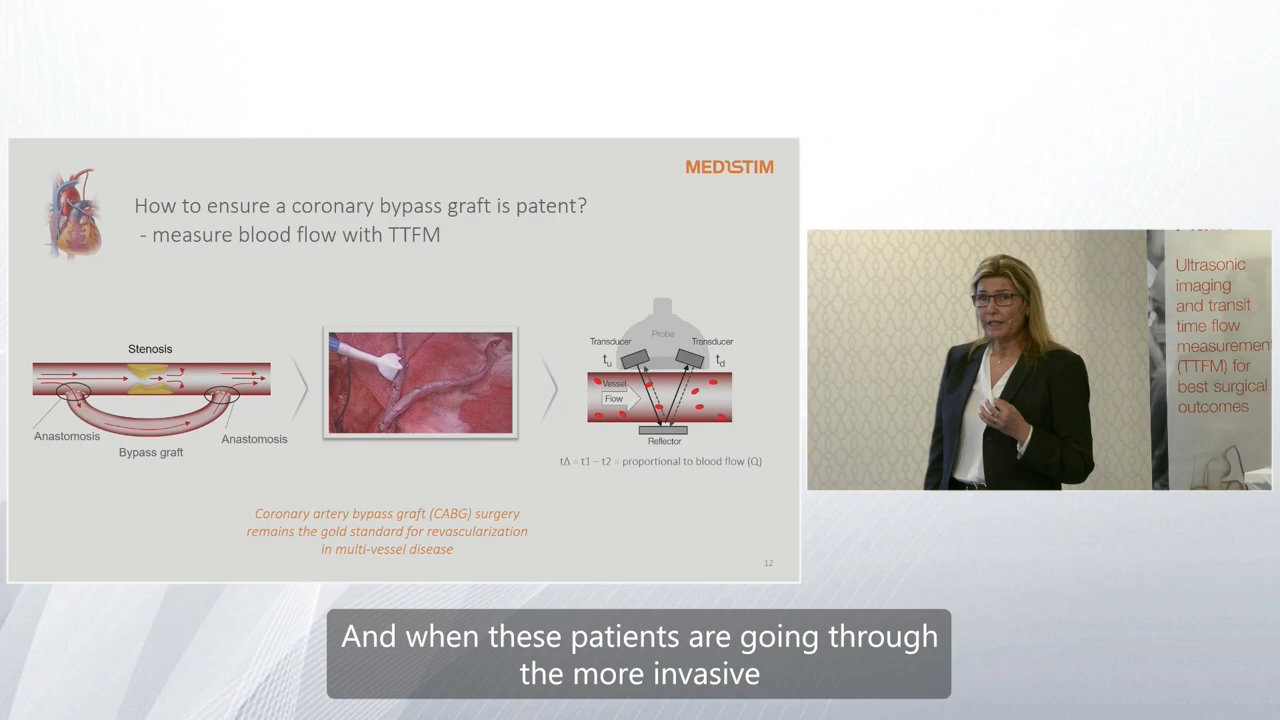 MEDISTIM
How to ensure a coronary bypass graft is patent?
- measure blood flow with TTFM
Stenosis
Anastomosis
Anastomosis
Bypass graft
Probe
Transducer
Transducer
tu
td
Vessel
Flow
Reflector
t∆ = t1 – t2 = proportional to blood flow (Q)
Coronary artery bypass graft (CABG) surgery
remains the gold standard for revascularization
in multi-vessel disease
12
Ultrasonic
imaging
and transit
time flow
measurement
(TTFM) for
best surgical
outcomes
And when these patients are going through
the more invasive